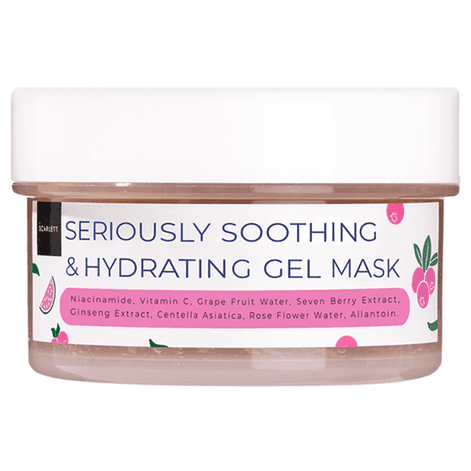 SCARLETT
SERIOUSLY SOOTHING
& HYDRATING GEL MASK
Niacinamide, Vitamin C, Grape Fruit Water, Seven Berry Extract,
Ginseng Extract, Centella Asiatica, Rose Flower Water, Allantoin.